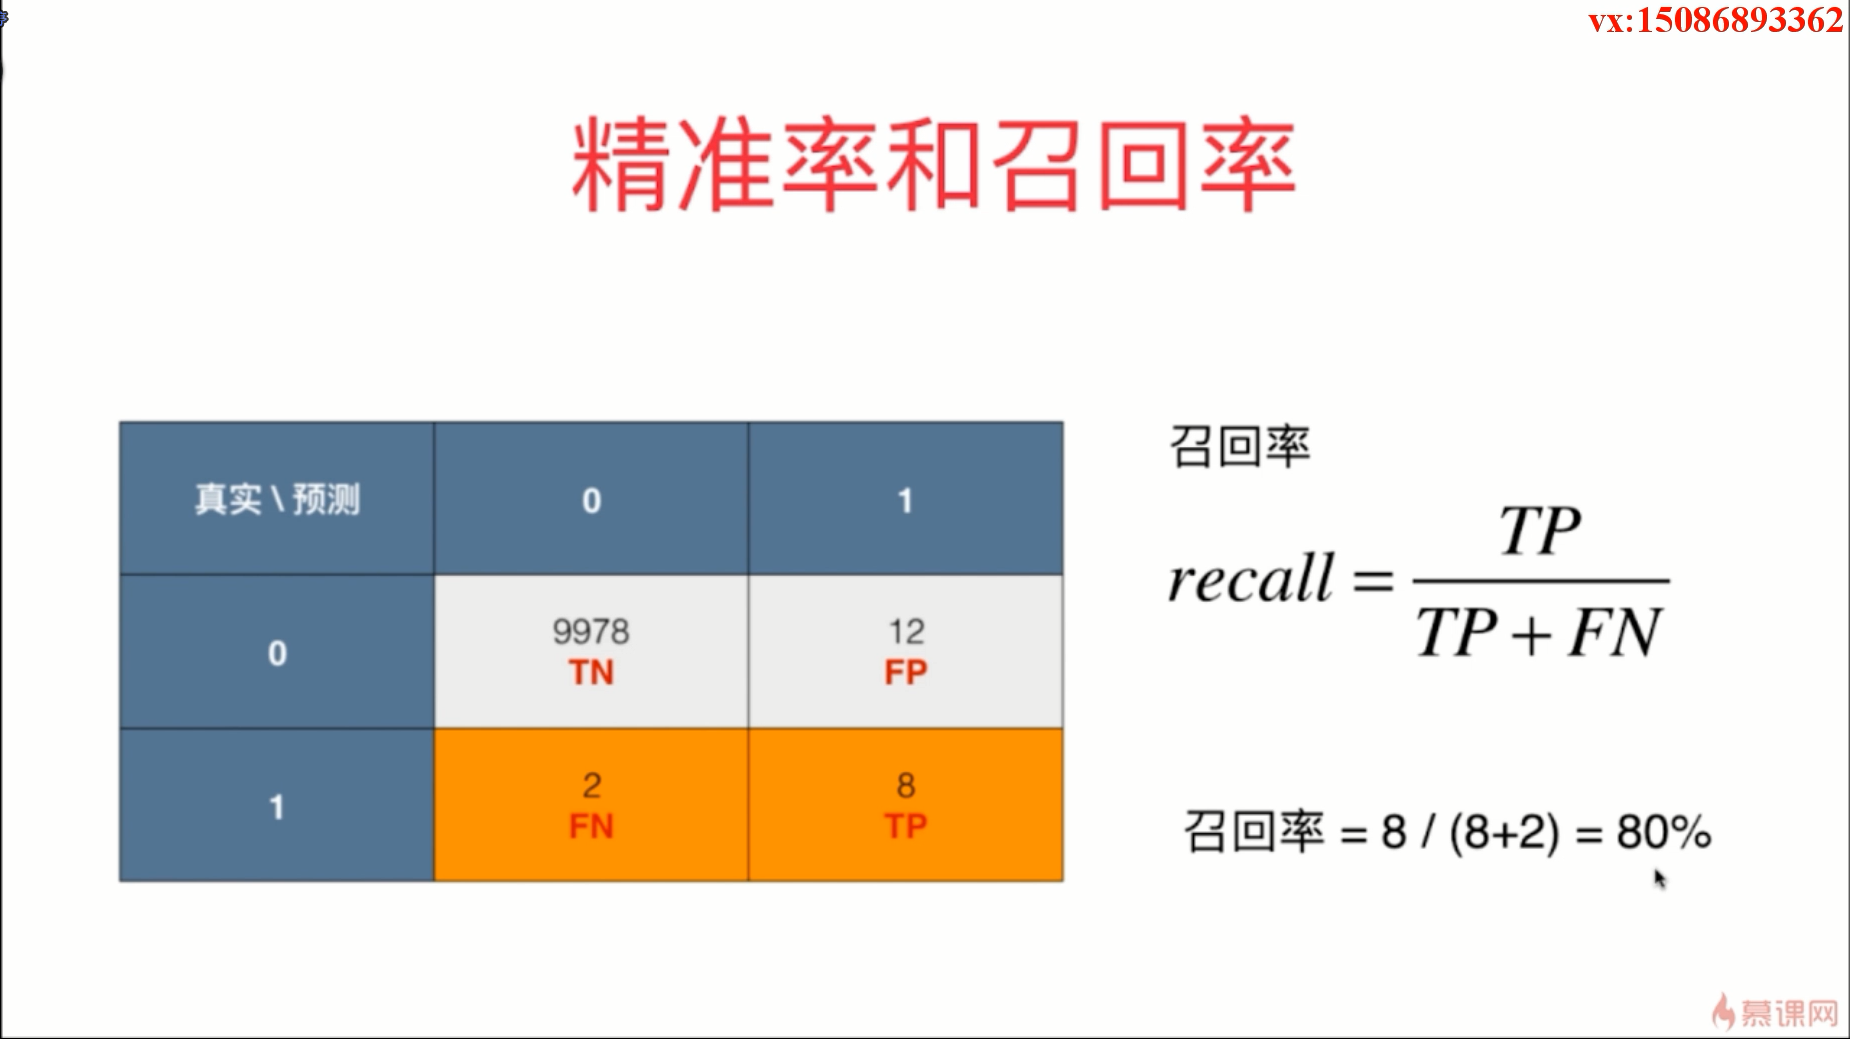 vx:15086893362
精准率和召回率
真实 \ 预测 0 1
0 9978 12
TN FP
1 2 8
FN TP
召回率
recall = TP / (TP + FN)
召回率 = 8 / (8+2) = 80%
慕课网